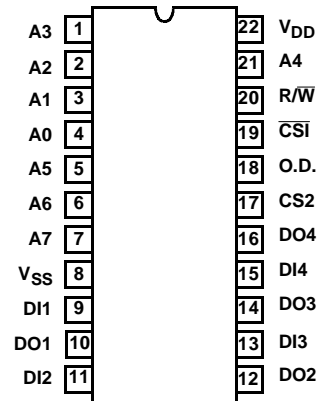 A3 1 22 VDD
A2 2 21 A4
A1 3 20 R/W̅
A0 4 19 C̅S̅I̅
A5 5 18 O.D.
A6 6 17 CS2
A7 7 16 DO4
VSS 8 15 DI4
DI1 9 14 DO3
DO1 10 13 DI3
DI2 11 12 DO2